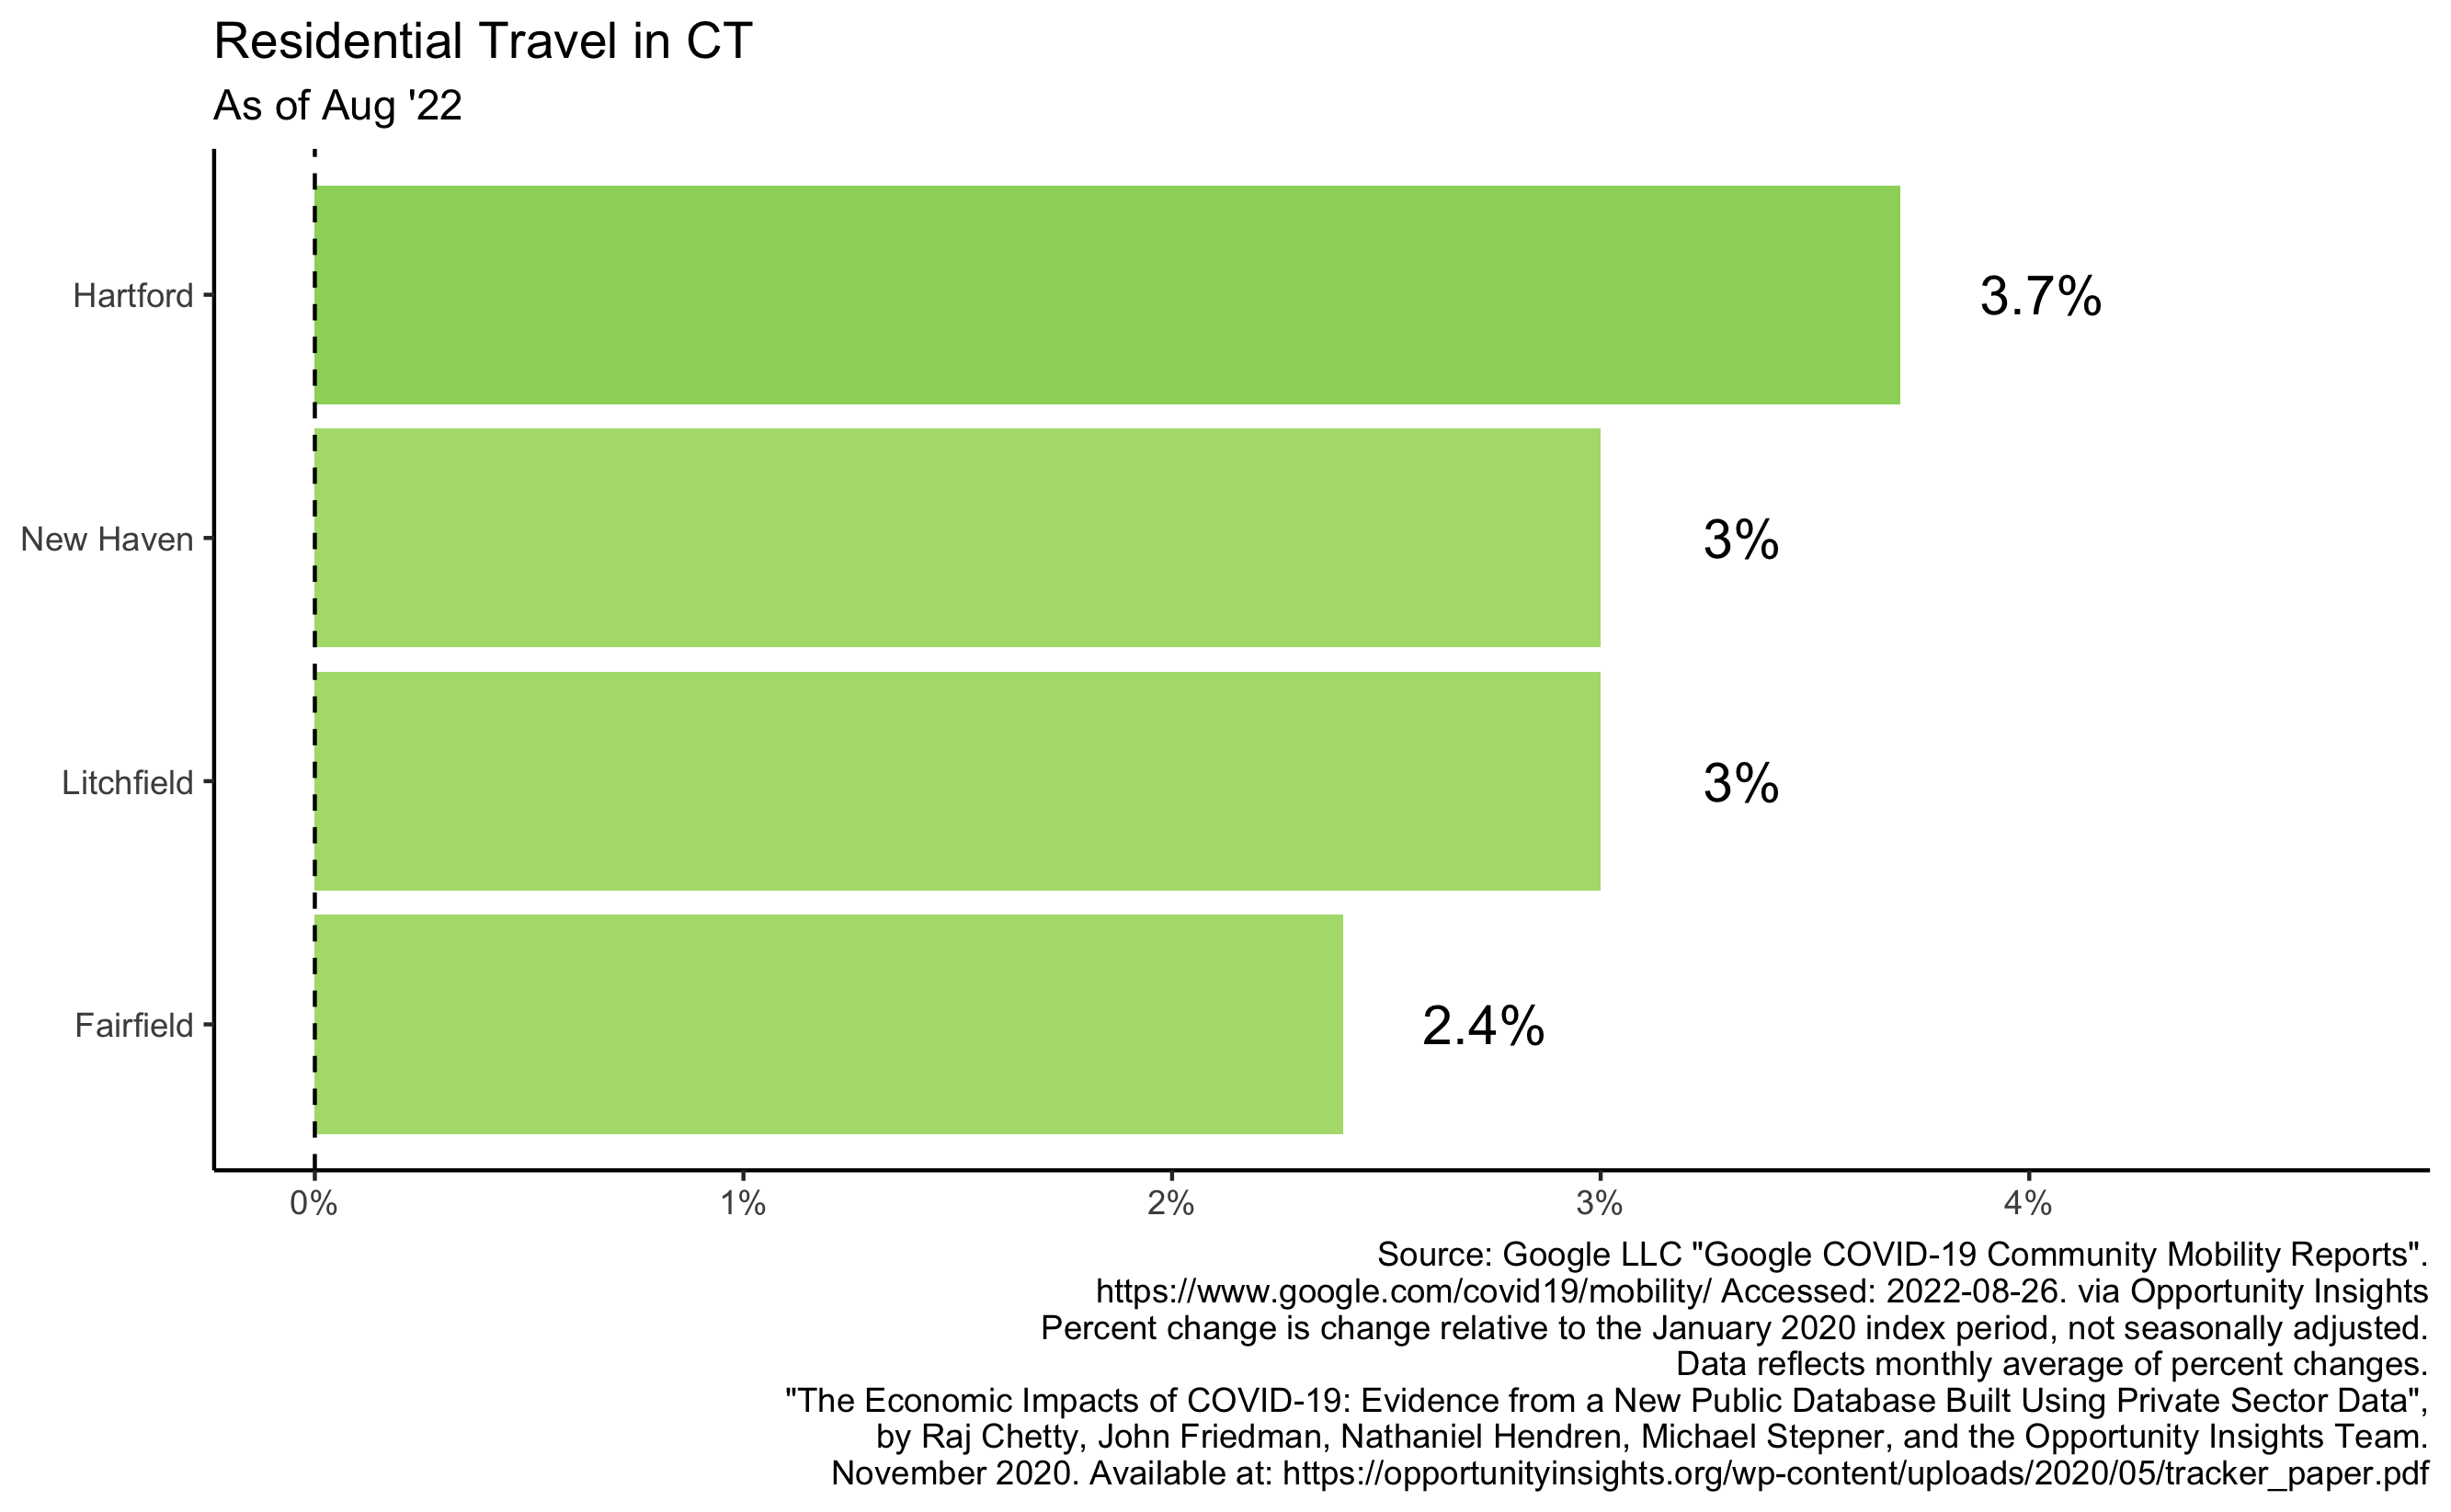 Residential Travel in CT
As of Aug '22
Hartford
3.7%
New Haven
3%
Litchfield
3%
Fairfield
2.4%
0% 1% 2% 3% 4%
Source: Google LLC "Google COVID-19 Community Mobility Reports".
https://www.google.com/covid19/mobility/ Accessed: 2022-08-26. via Opportunity Insights
Percent change is change relative to the January 2020 index period, not seasonally adjusted.
Data reflects monthly average of percent changes.
"The Economic Impacts of COVID-19: Evidence from a New Public Database Built Using Private Sector Data",
by Raj Chetty, John Friedman, Nathaniel Hendren, Michael Stepner, and the Opportunity Insights Team.
November 2020. Available at: https://opportunityinsights.org/wp-content/uploads/2020/05/tracker_paper.pdf